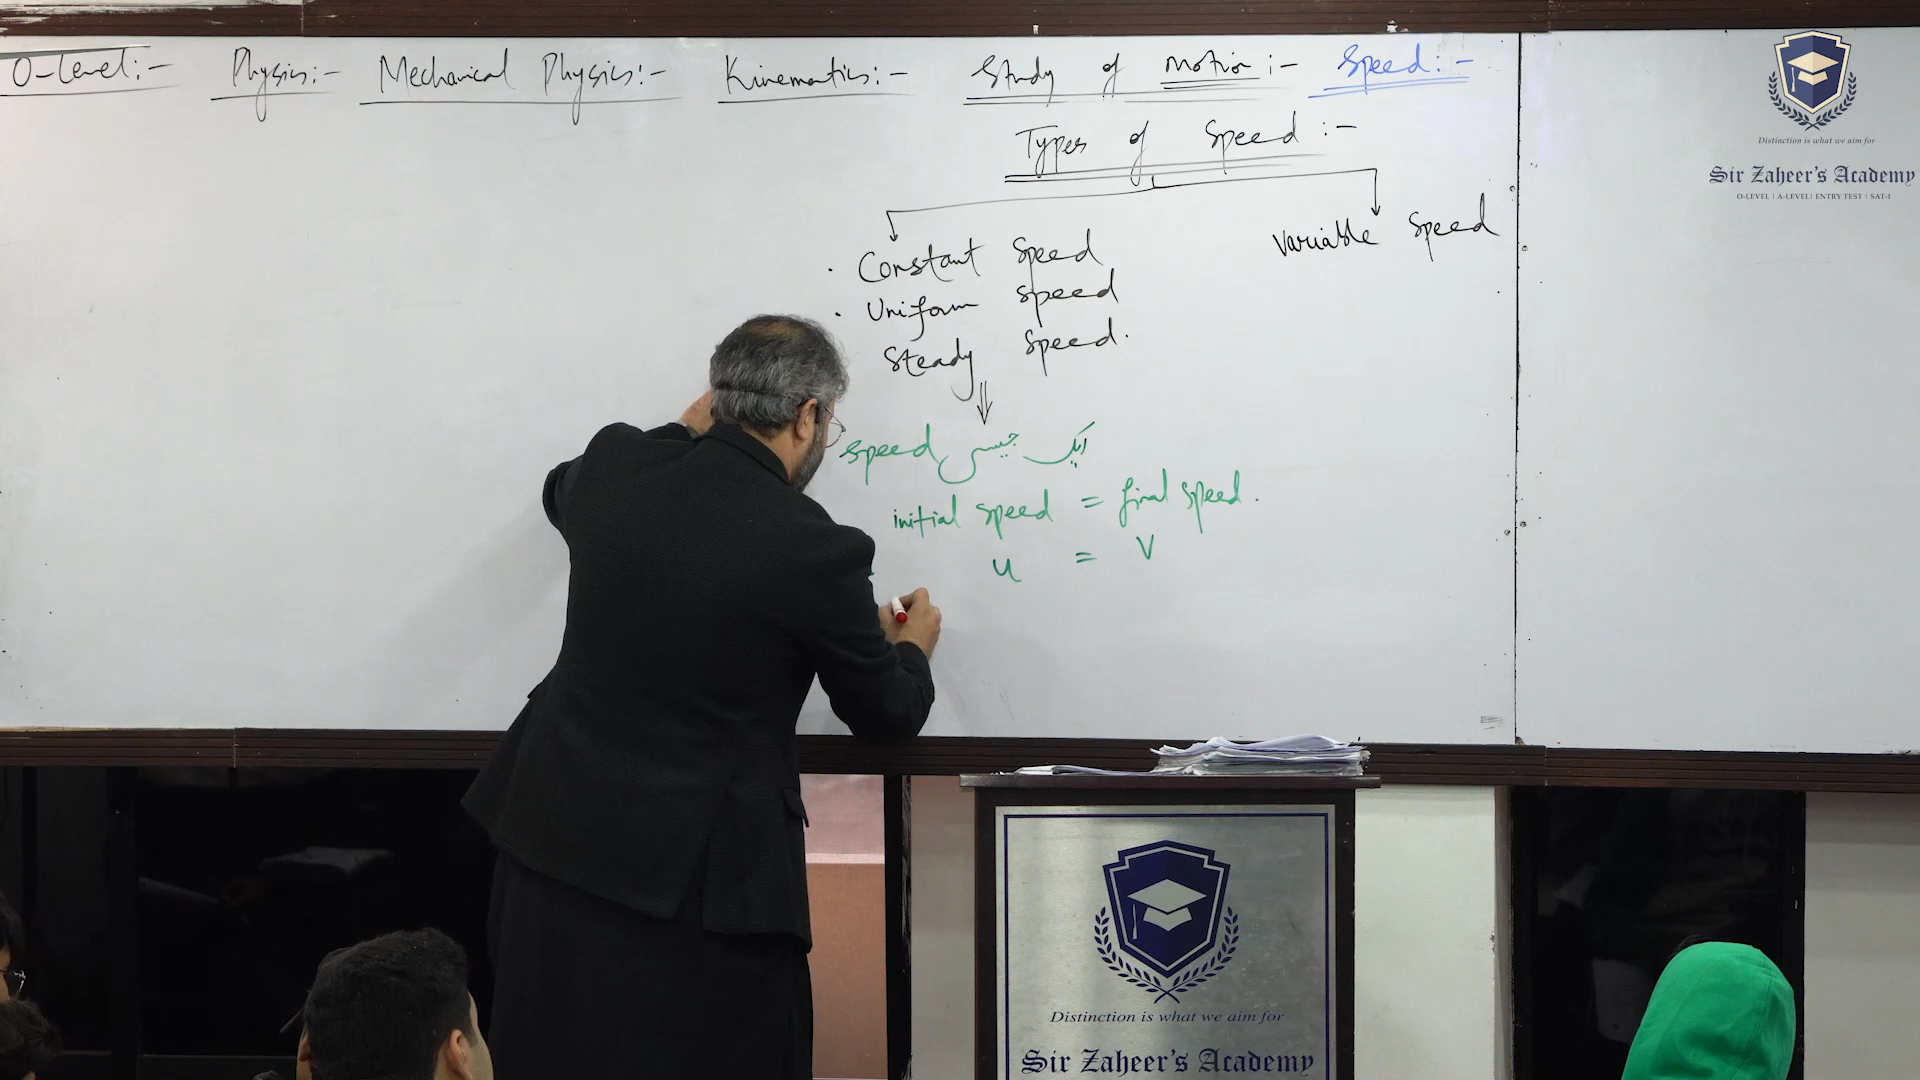 O-Level:- Physics:- Mechanical Physics:- Kinematics:- Study of Motion:- Speed:-
Types of Speed:-
Constant Speed
Variable Speed
Uniform Speed
Steady Speed.
ایک جیسی Speed
initial Speed = final Speed.
u = v
Distinction is what we aim for
Sir Zaheer's Academy
O-LEVEL | A-LEVEL | ENTRY TEST | SAT-I
Distinction is what we aim for
Sir Zaheer's Academy